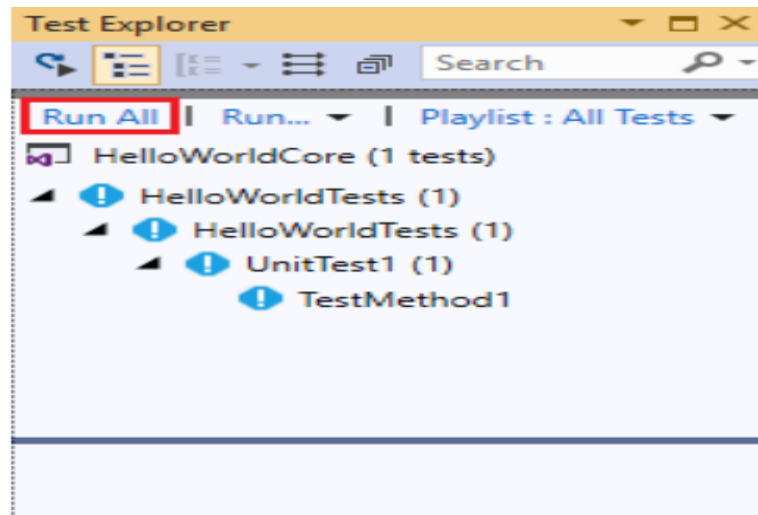 Test Explorer
Search
Run All | Run... | Playlist : All Tests
HelloWorldCore (1 tests)
HelloWorldTests (1)
HelloWorldTests (1)
UnitTest1 (1)
TestMethod1